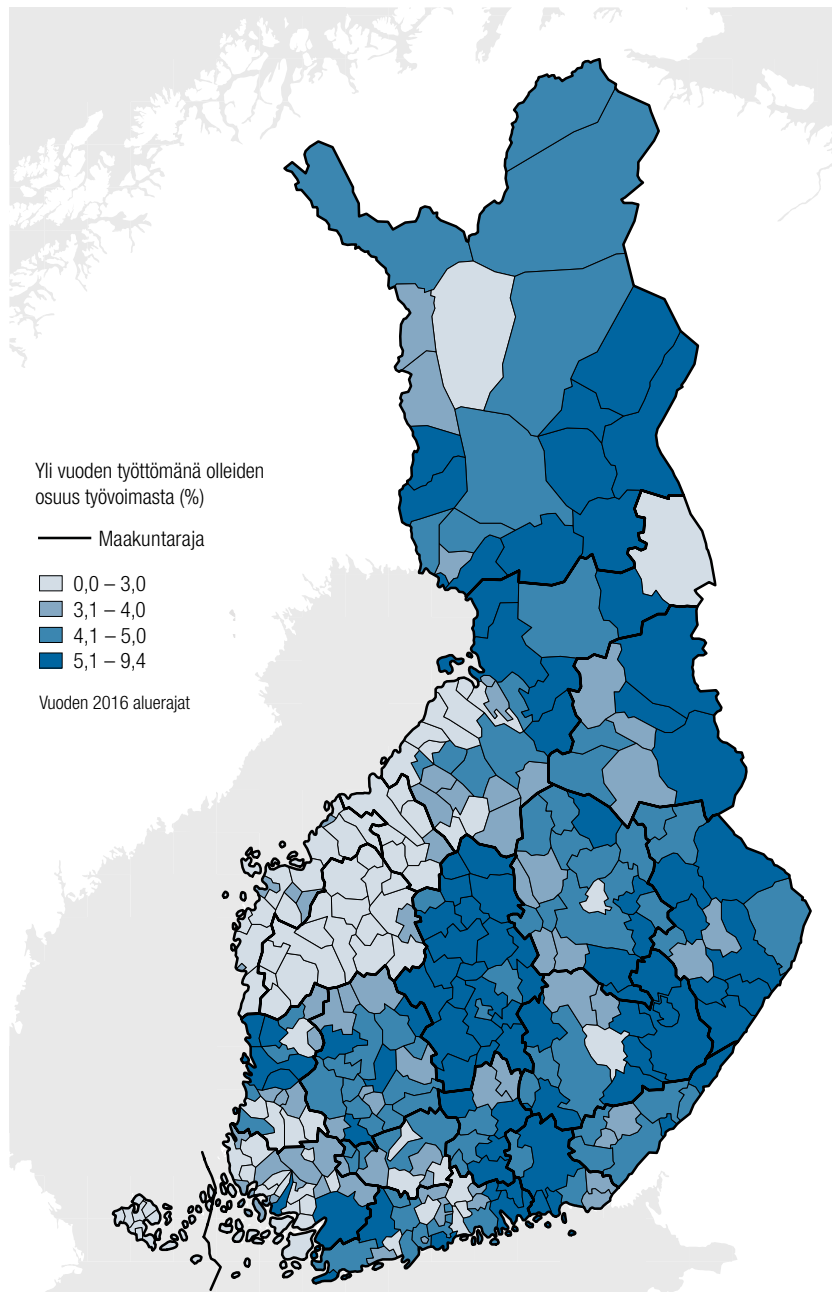 Yli vuoden työttömänä olleiden
osuus työvoimasta (%)
Maakuntaraja
0,0 – 3,0
3,1 – 4,0
4,1 – 5,0
5,1 – 9,4
Vuoden 2016 aluerajat